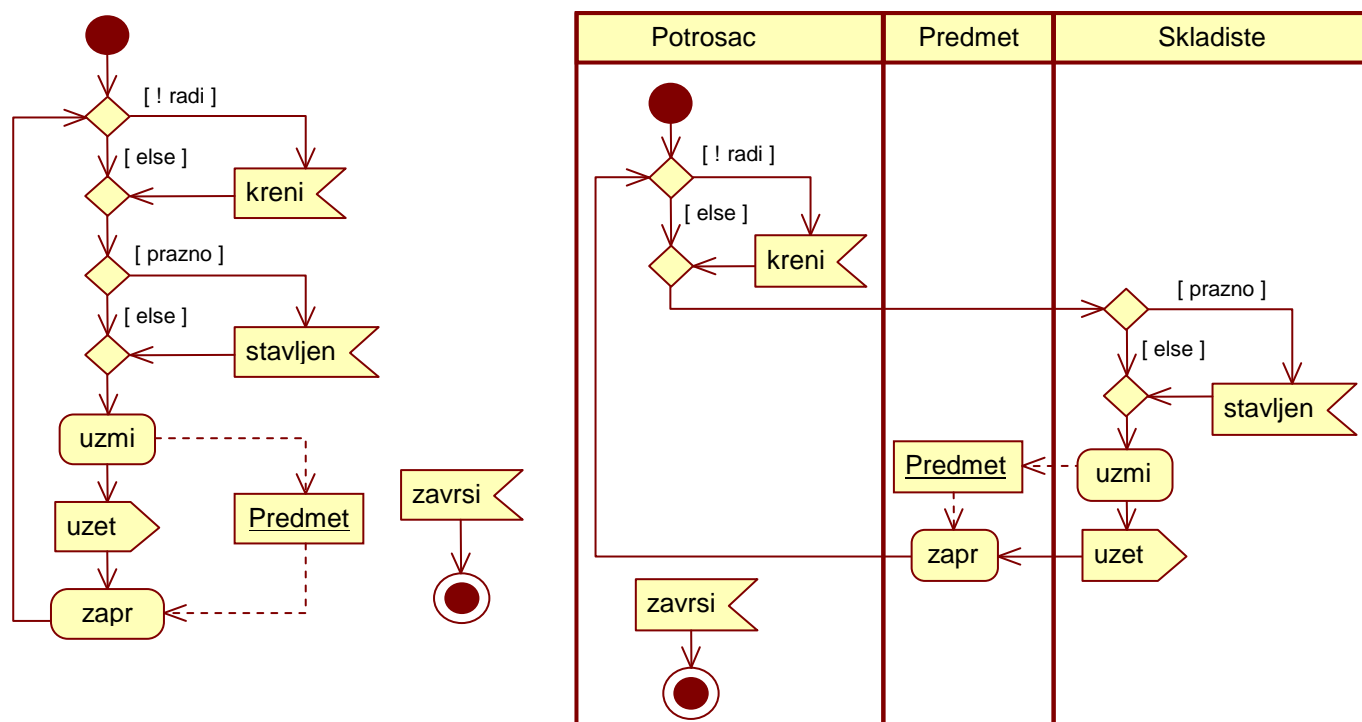 [ ! radi ]
[ else ]
kreni
[ prazno ]
[ else ]
stavljen
uzmi
uzet
Predmet
zapr
zavrsi
Potrosac
Predmet
Skladiste
[ ! radi ]
[ else ]
kreni
[ prazno ]
[ else ]
stavljen
Predmet
uzmi
zapr
uzet
zavrsi